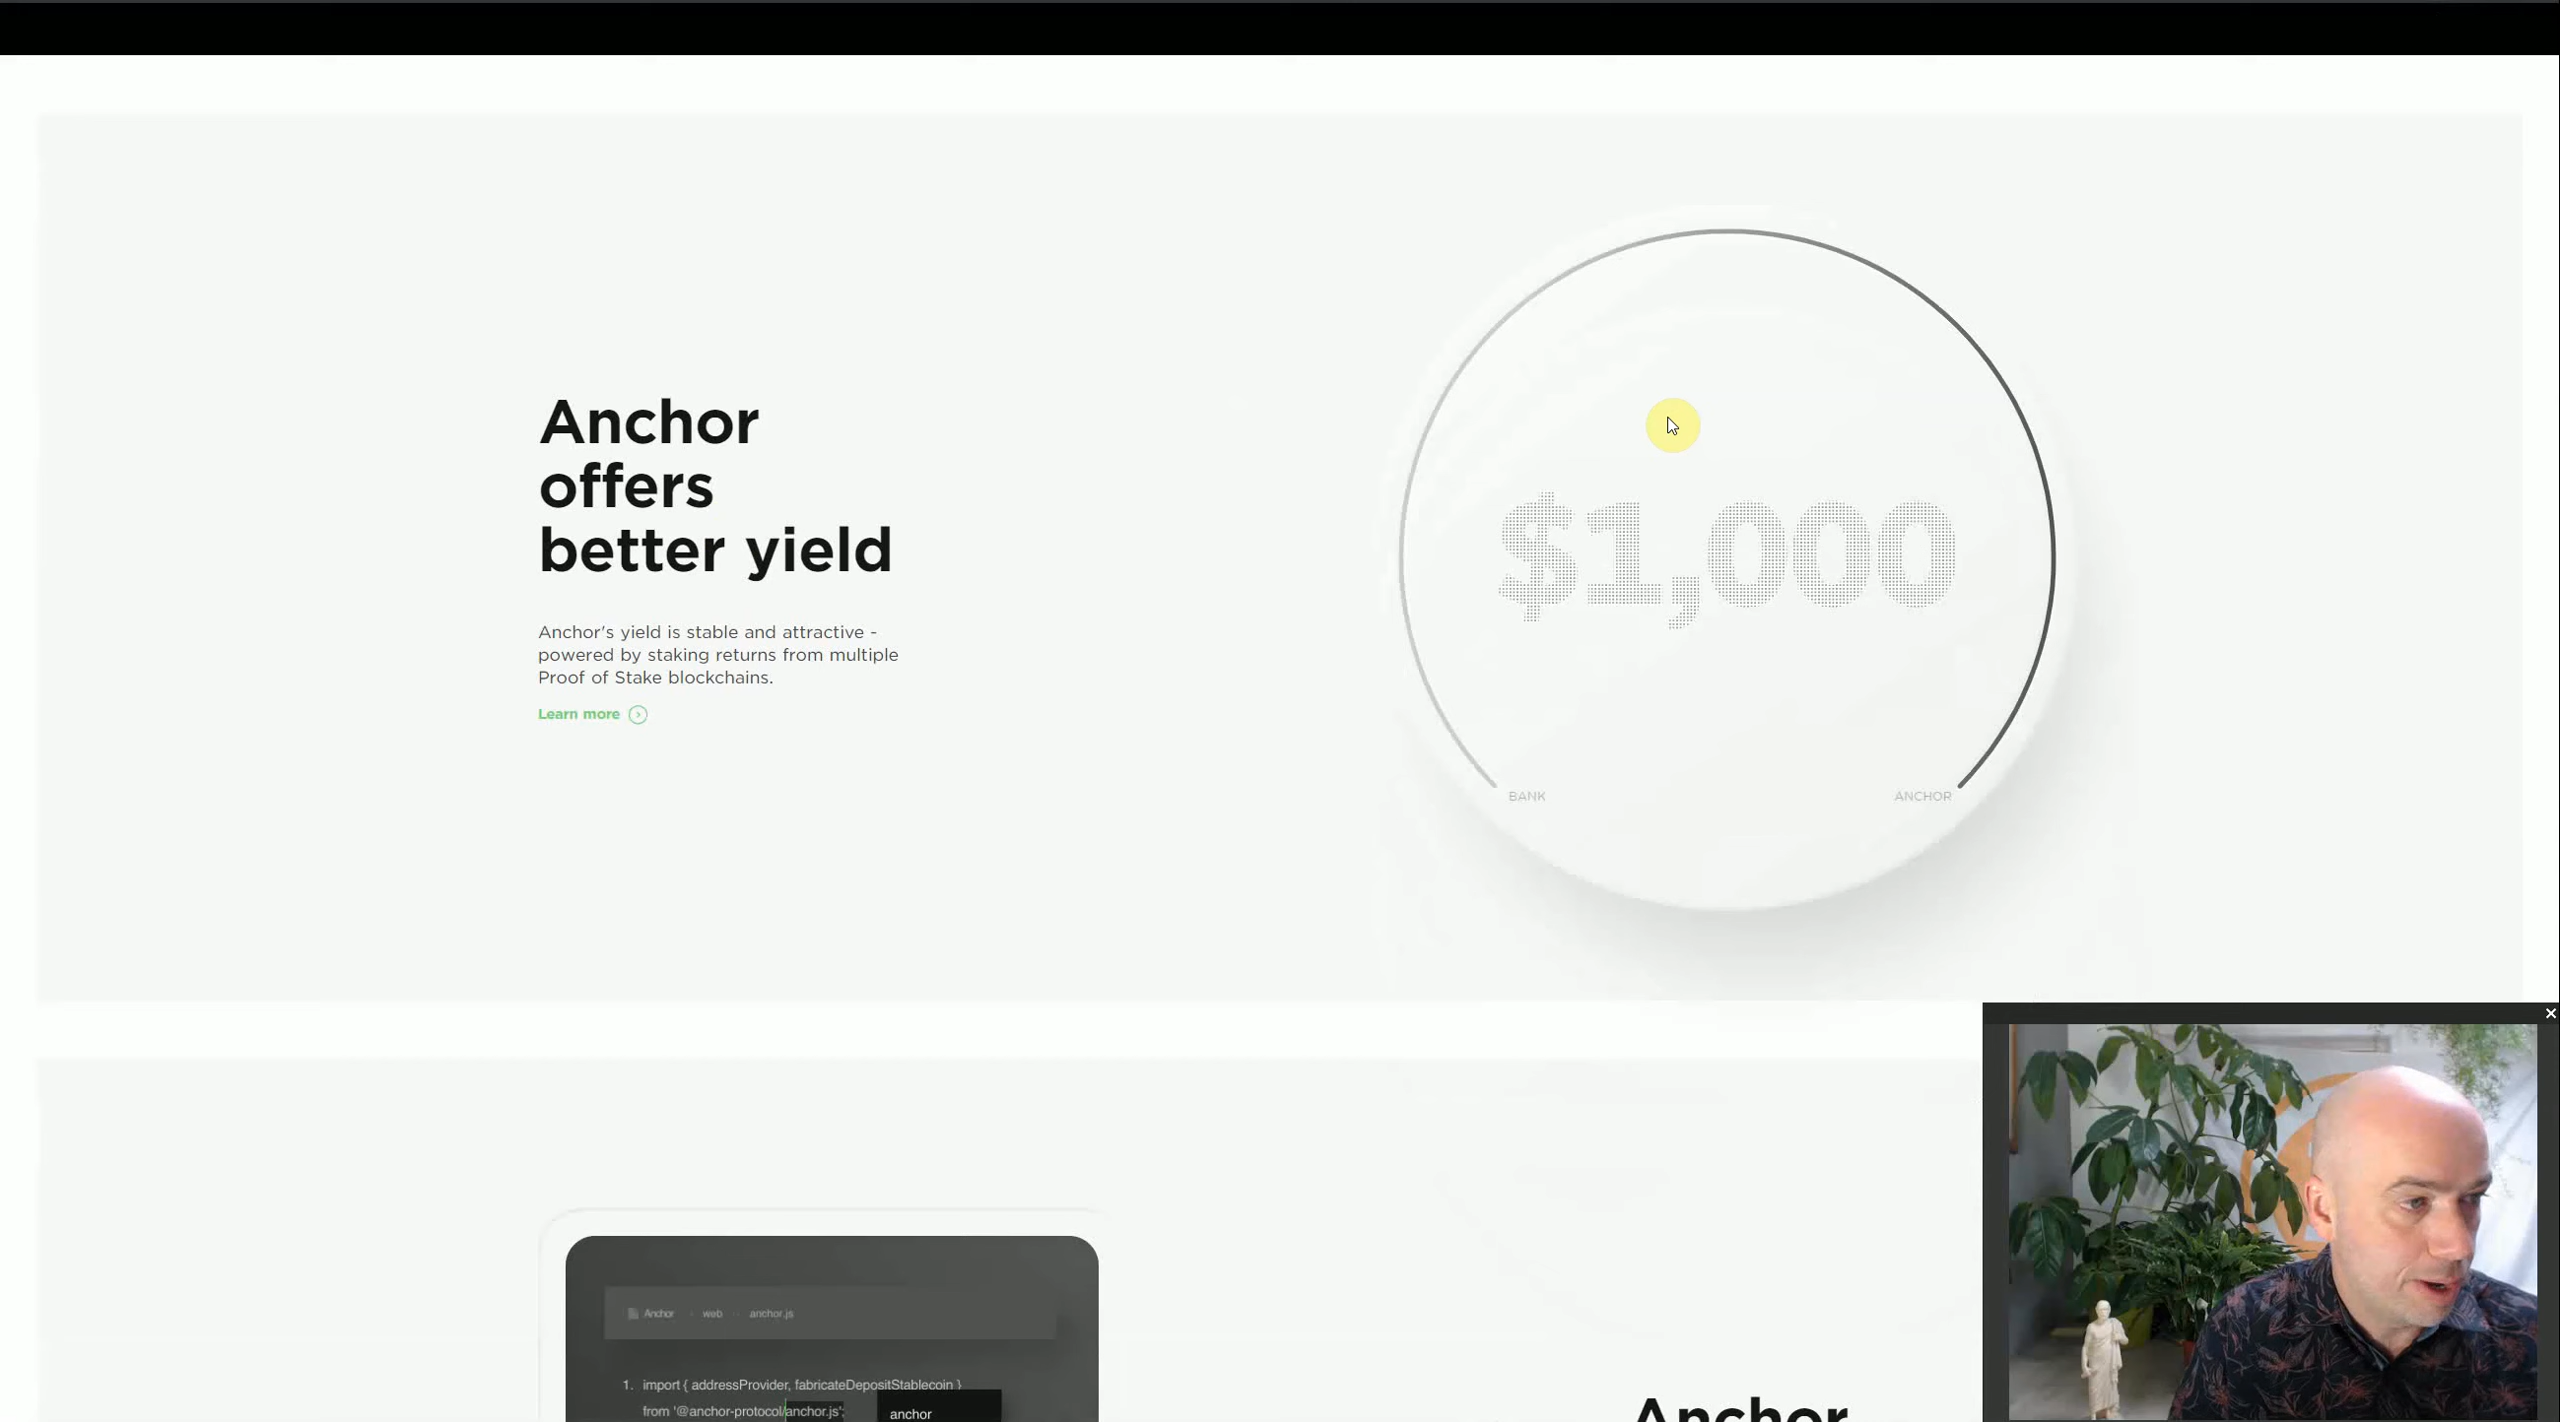 Anchor
offers
better yield
Anchor's yield is stable and attractive -
powered by staking returns from multiple
Proof of Stake blockchains.
Learn more
$1,000
BANK
ANCHOR
Anchor web anchor.js
1. import { addressProvider, fabricateDepositStablecoin }
from '@anchor-protocol/anchor.js';
anchor
Anchor